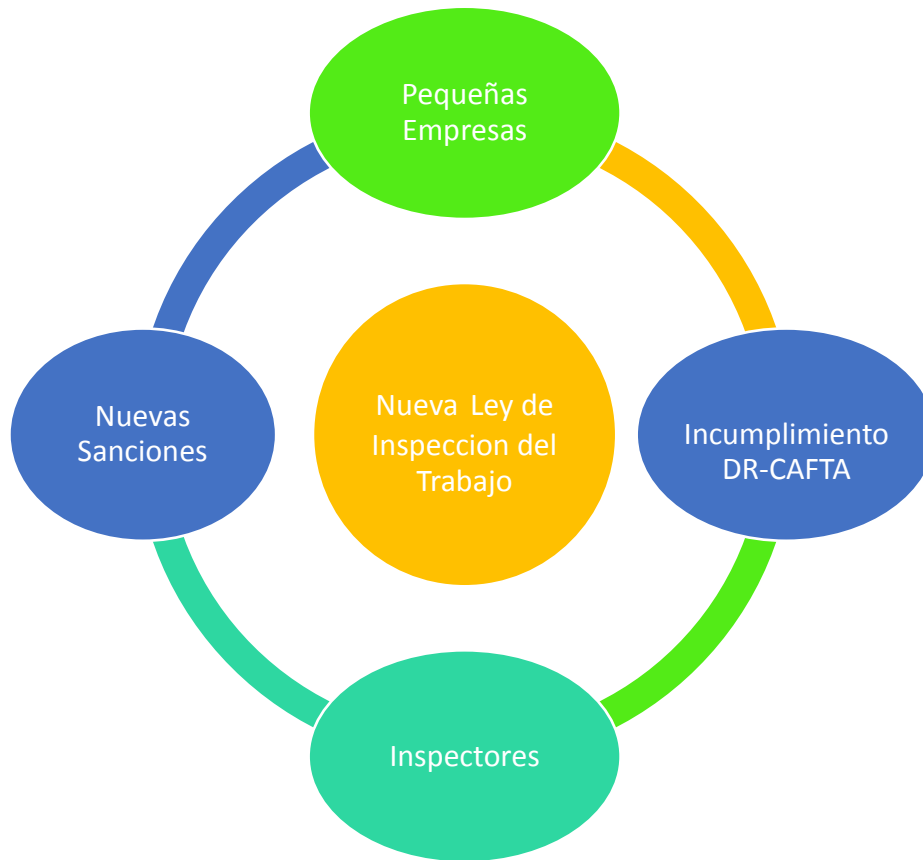 Pequeñas
Empresas
Nuevas
Sanciones
Nueva Ley de
Inspeccion del
Trabajo
Incumplimiento
DR-CAFTA
Inspectores